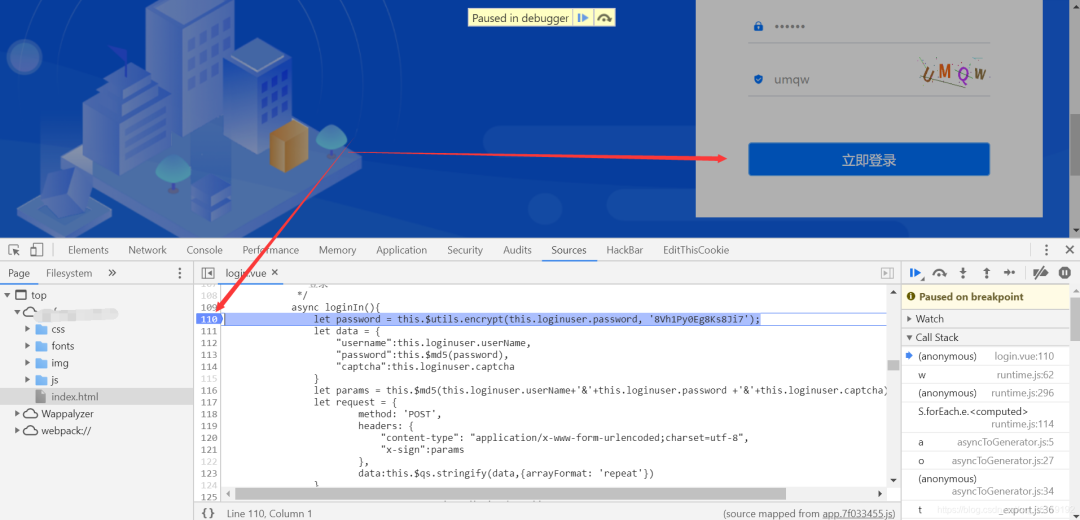 Paused in debugger
••••••
umqw
UMQW
立即登录
Elements Network Console Performance Memory Application Security Audits Sources HackBar EditThisCookie
Page Filesystem »
login.vue ×
Paused on breakpoint
Watch
Call Stack
(anonymous) login.vue:110
w runtime.js:62
(anonymous) runtime.js:296
S.forEach.e.<computed>
runtime.js:114
a asyncToGenerator.js:5
o asyncToGenerator.js:27
(anonymous)
asyncToGenerator.js:34
t _export.js:36
top
css
fonts
img
js
index.html
Wappalyzer
webpack://
108 */
109 async loginIn(){
110 let password = this.$utils.encrypt(this.loginuser.password, '8Vh1Py0Eg8Ks8Ji7');
111 let data = {
112 "username":this.loginuser.userName,
113 "password":this.$md5(password),
114 "captcha":this.loginuser.captcha
115 }
116 let params = this.$md5(this.loginuser.userName+'&'+this.loginuser.password +'&'+this.loginuser.captcha)
117 let request = {
118 method: 'POST',
119 headers: {
120 "content-type": "application/x-www-form-urlencoded;charset=utf-8",
121 "x-sign":params
122 },
123 data:this.$qs.stringify(data,{arrayFormat: 'repeat'})
124 }
125
{} Line 110, Column 1 (source mapped from app.7f033455.js)